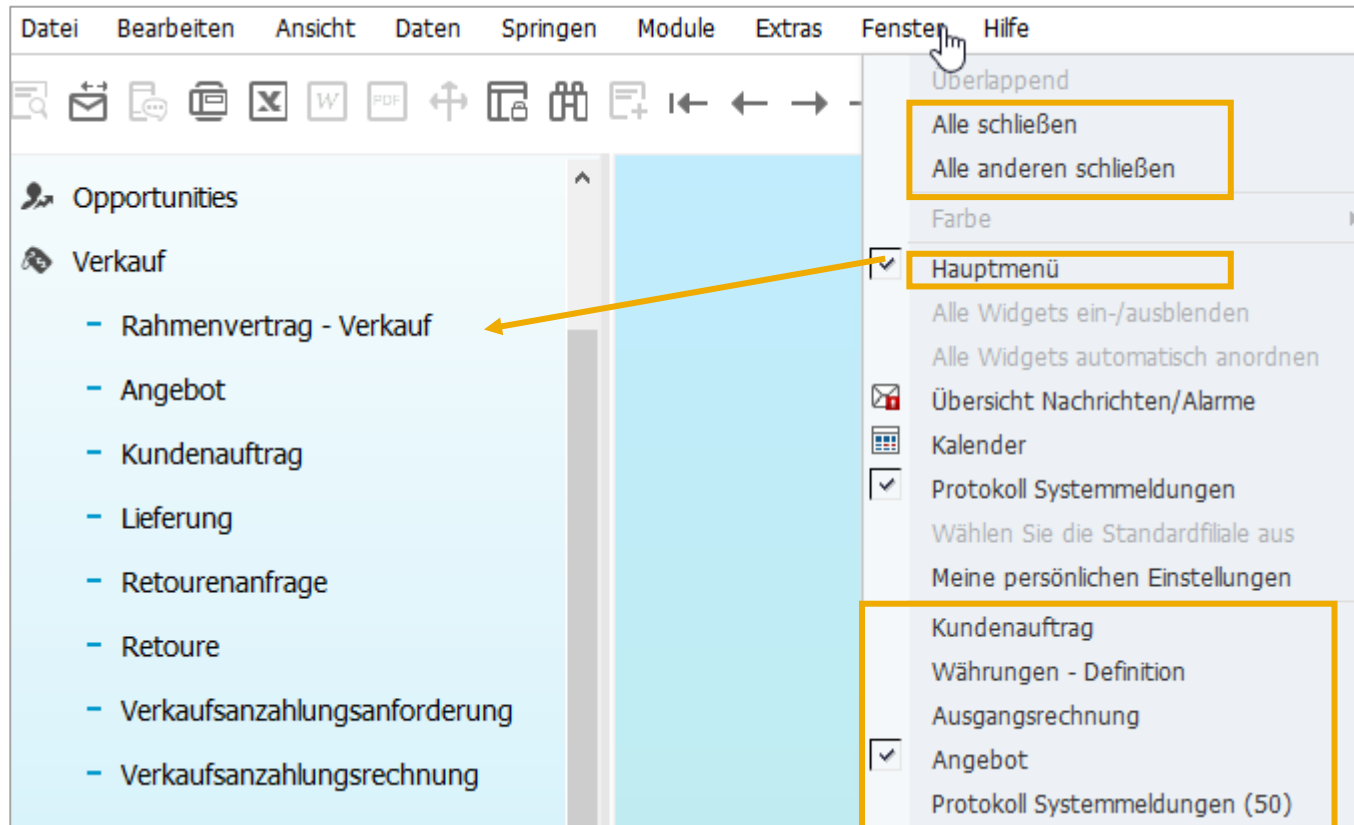 Datei Bearbeiten Ansicht Daten Springen Module Extras Fenster Hilfe
W PDF
Opportunities
Verkauf
- Rahmenvertrag - Verkauf
- Angebot
- Kundenauftrag
- Lieferung
- Retourenanfrage
- Retoure
- Verkaufsanzahlungsanforderung
- Verkaufsanzahlungsrechnung
Überlappend
Alle schließen
Alle anderen schließen
Farbe
Hauptmenü
Alle Widgets ein-/ausblenden
Alle Widgets automatisch anordnen
Übersicht Nachrichten/Alarme
Kalender
Protokoll Systemmeldungen
Wählen Sie die Standardfiliale aus
Meine persönlichen Einstellungen
Kundenauftrag
Währungen - Definition
Ausgangsrechnung
Angebot
Protokoll Systemmeldungen (50)